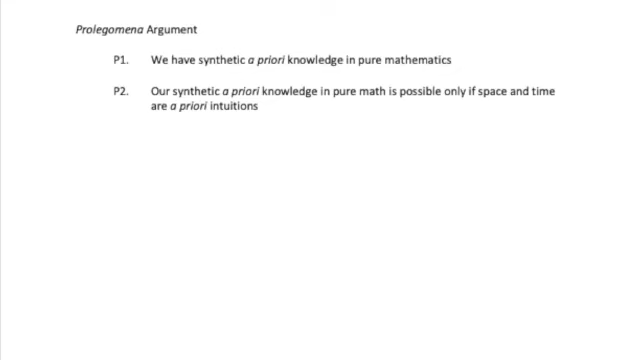 Prolegomena Argument
P1. We have synthetic a priori knowledge in pure mathematics
P2. Our synthetic a priori knowledge in pure math is possible only if space and time
are a priori intuitions